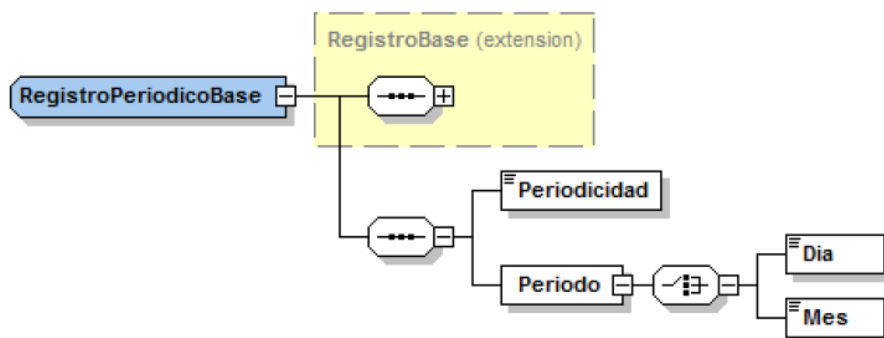 RegistroBase (extension)
RegistroPeriodicoBase
Periodicidad
Periodo
Dia
Mes